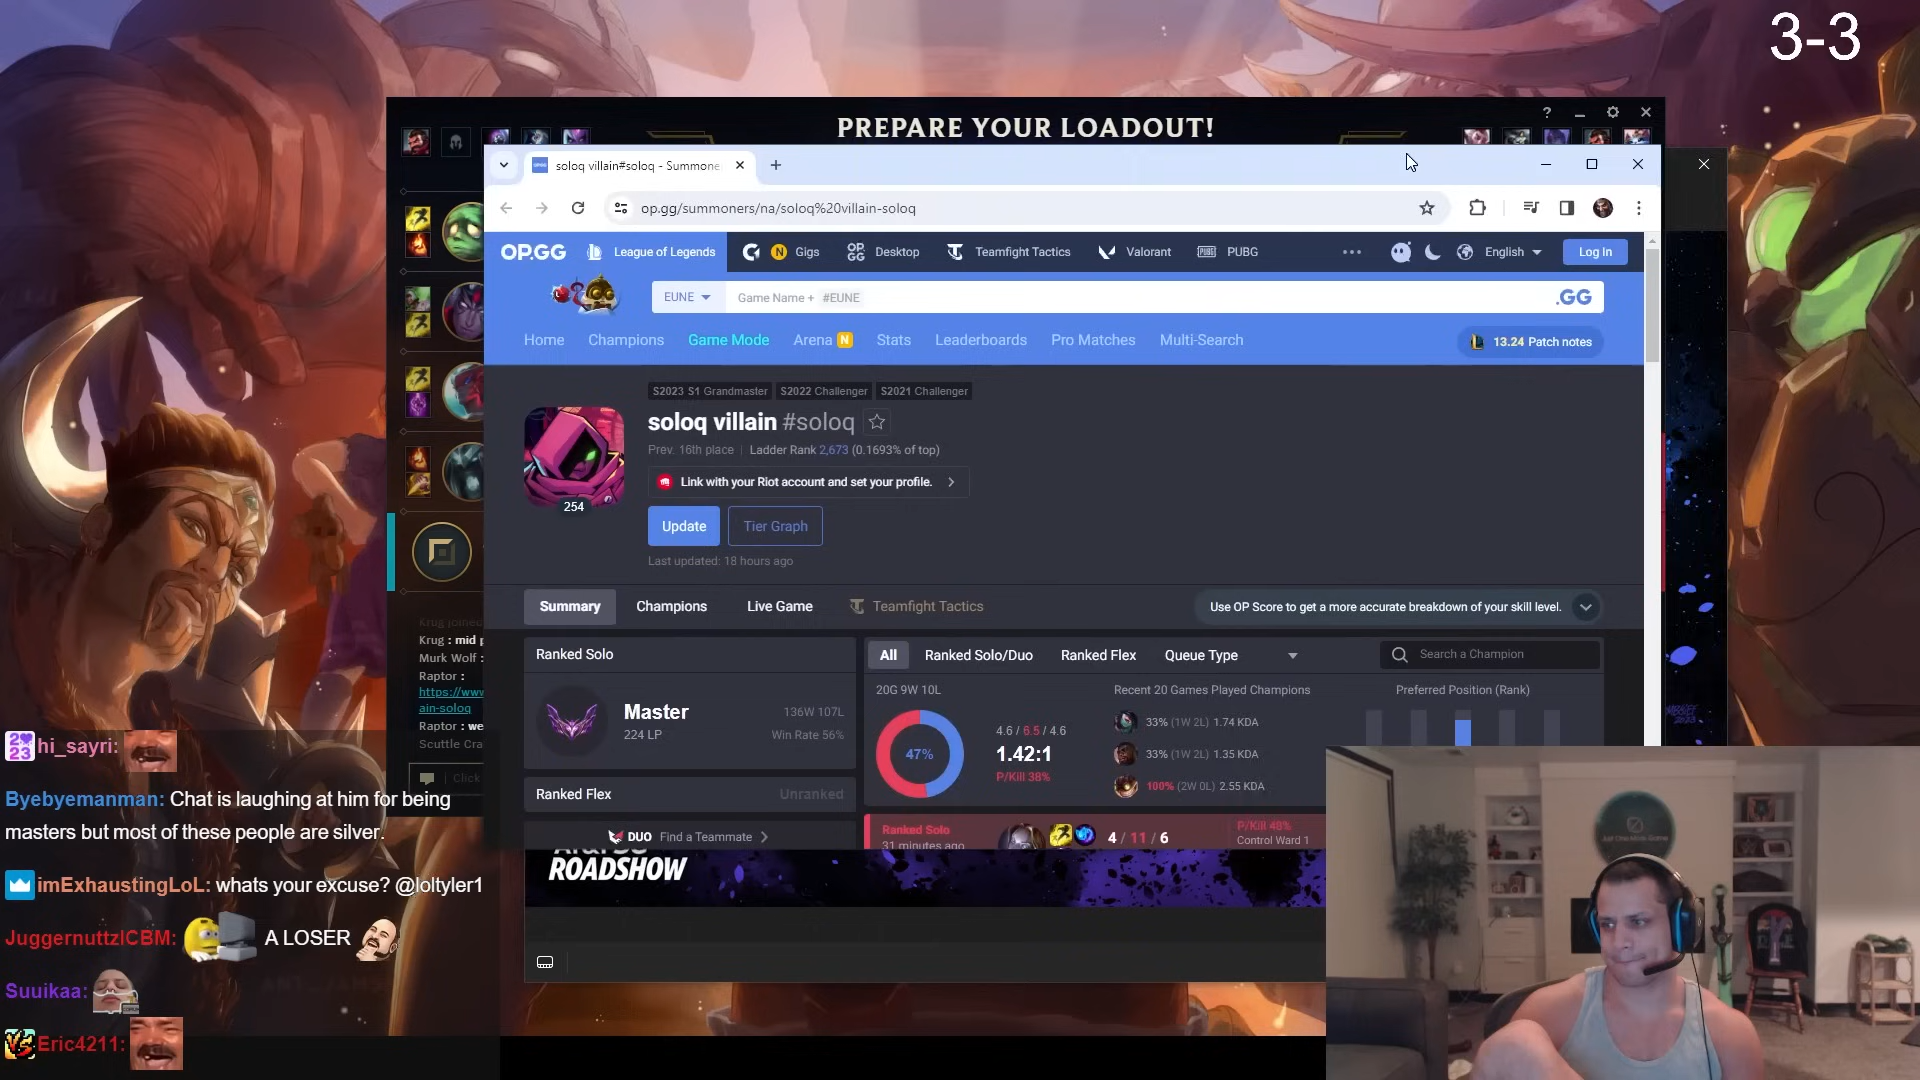 3-3
PREPARE YOUR LOADOUT!
soloq villain#soloq - Summone
op.gg/summoners/na/soloq%20villain-soloq
OP.GG
League of Legends
N
Gigs
OP.GG
Desktop
Teamfight Tactics
Valorant
PUBG
PUBG
English
Log In
EUNE
Game Name + #EUNE
.GG
Home
Champions
Game Mode
Arena N
Stats
Leaderboards
Pro Matches
Multi-Search
13.24 Patch notes
S2023 S1 Grandmaster
S2022 Challenger
S2021 Challenger
soloq villain #soloq
Prev. 16th place | Ladder Rank 2,673 (0.1693% of top)
Link with your Riot account and set your profile.
254
Update
Tier Graph
Last updated: 18 hours ago
Summary
Champions
Live Game
Teamfight Tactics
Use OP Score to get a more accurate breakdown of your skill level.
Ranked Solo
Master
224 LP
136W 107L
Win Rate 56%
Ranked Flex
Unranked
DUO Find a Teammate
All
Ranked Solo/Duo
Ranked Flex
Queue Type
Search a Champion
20G 9W 10L
47%
4.6 / 6.5 / 4.6
1.42:1
P/Kill 38%
Recent 20 Games Played Champions
33% (1W 2L) 1.74 KDA
33% (1W 2L) 1.35 KDA
100% (2W 0L) 2.55 KDA
Preferred Position (Rank)
Ranked Solo
31 minutes ago
4 / 11 / 6
P/Kill 48%
Control Ward 1
ROADSHOW
Krug joined
Krug : mid p
Murk Wolf :
Raptor :
https://www
ain-soloq
Raptor : we
Scuttle Cra
Click
hi_sayri:
Byebyemanman: Chat is laughing at him for being
masters but most of these people are silver.
imExhaustingLoL: whats your excuse? @loltyler1
JuggernuttzICBM: A LOSER
Suuikaa:
Eric4211: